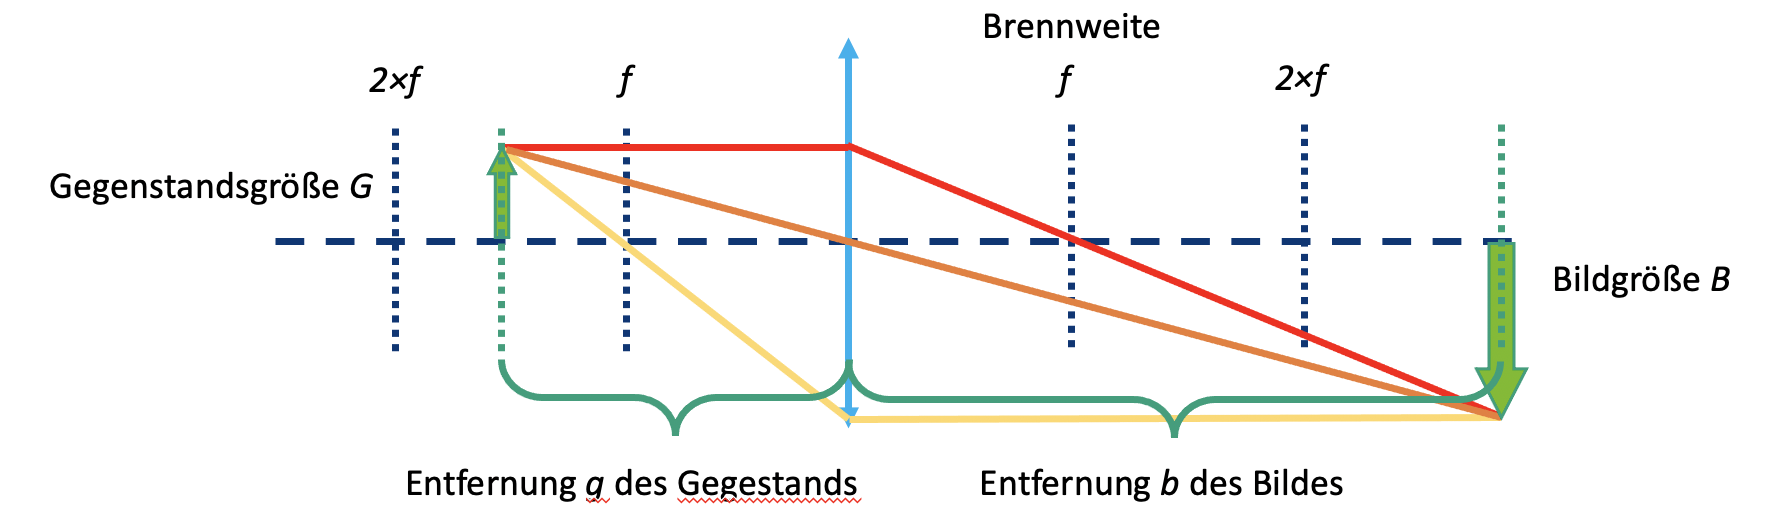 Brennweite
2×f
f
f
2×f
Gegenstandsgröße G
Bildgröße B
Entfernung g des Gegestands
Entfernung b des Bildes